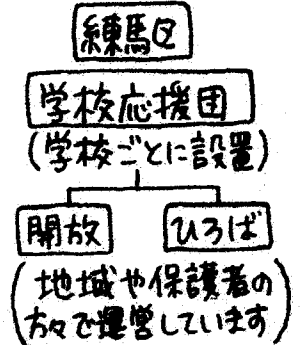 練馬区
学校応援団
(学校ごとに設置)
開放 ひろば
(地域や保護者の
方々で運営しています)